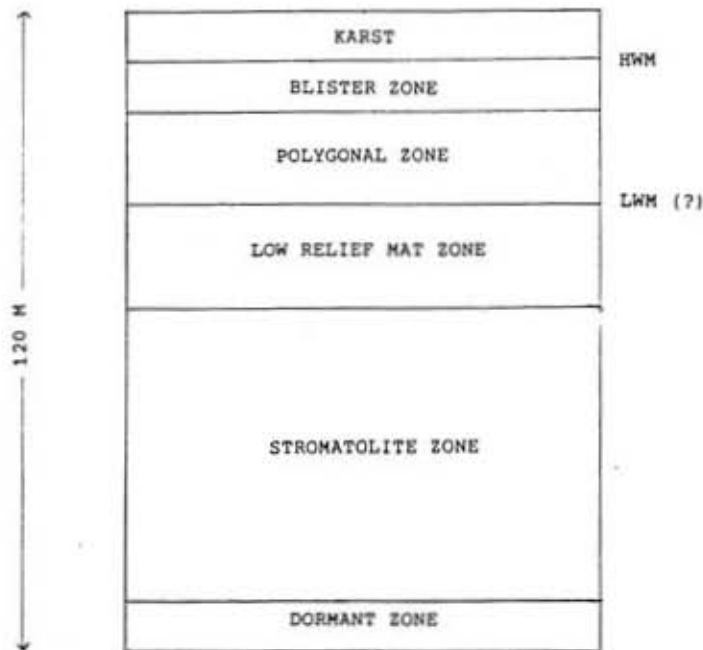 KARST
HWM
BLISTER ZONE
POLYGONAL ZONE
LWM (?)
LOW RELIEF MAT ZONE
120 M
STROMATOLITE ZONE
DORMANT ZONE